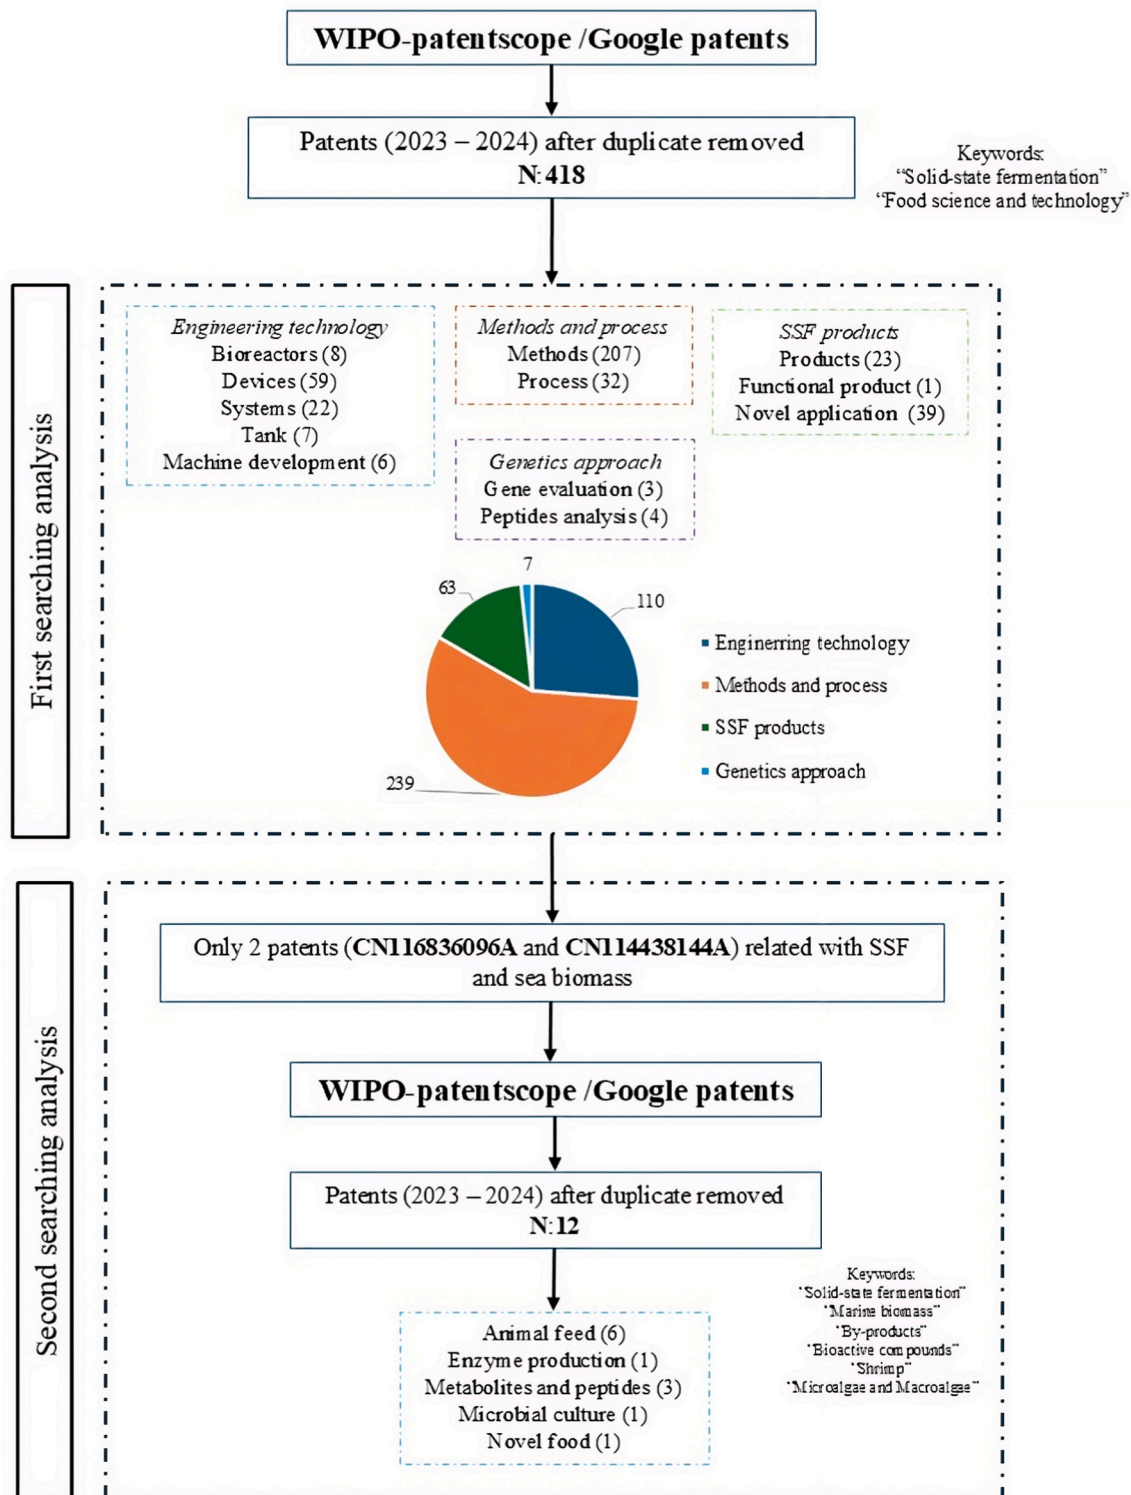 WIPO-patentscope /Google patents
Patents (2023 – 2024) after duplicate removed
N:418
Keywords:
“Solid-state fermentation”
“Food science and technology”
First searching analysis
Engineering technology
Bioreactors (8)
Devices (59)
Systems (22)
Tank (7)
Machine development (6)
Methods and process
Methods (207)
Process (32)
SSF products
Products (23)
Functional product (1)
Novel application (39)
Genetics approach
Gene evaluation (3)
Peptides analysis (4)
7
63
110
239
Enginerring technology
Methods and process
SSF products
Genetics approach
Second searching analysis
Only 2 patents (CN116836096A and CN114438144A) related with SSF
and sea biomass
WIPO-patentscope /Google patents
Patents (2023 – 2024) after duplicate removed
N:12
Keywords:
"Solid-state fermentation"
"Marine biomass"
"By-products"
"Bioactive compounds"
"Shrimp"
"Microalgae and Macroalgae"
Animal feed (6)
Enzyme production (1)
Metabolites and peptides (3)
Microbial culture (1)
Novel food (1)